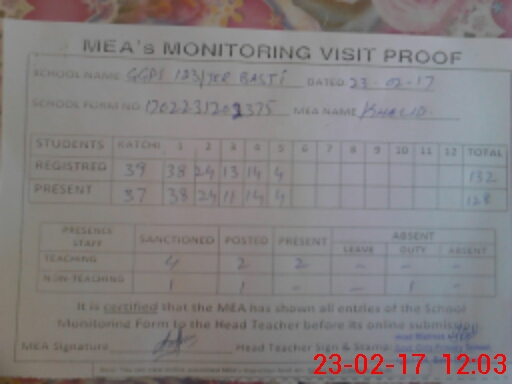 MEA's MONITORING VISIT PROOF
SCHOOL NAME GGPS 123/ BASTI DATED 23-02-17
SCHOOL FORM NO. MEA NAME KHALID
STUDENTS KATCHI 1 2 3 4 5 6 7 8 9 10 11 12 TOTAL
REGISTRED 39 38 24 13 14 4 132
PRESENT 37 38 24 11 14 4 128
PRESENCE STAFF SANCTIONED POSTED PRESENT ABSENT
LEAVE DUTY ABSENT
TEACHING 4 2 2 - - -
NON-TEACHING 1 1 - - 1 -
It is certified that the MEA has shown all entries of the School
Monitoring Form to the Head Teacher before its online submission
MEA Signature Head Teacher Sign & Stamp
23-02-17 12:03